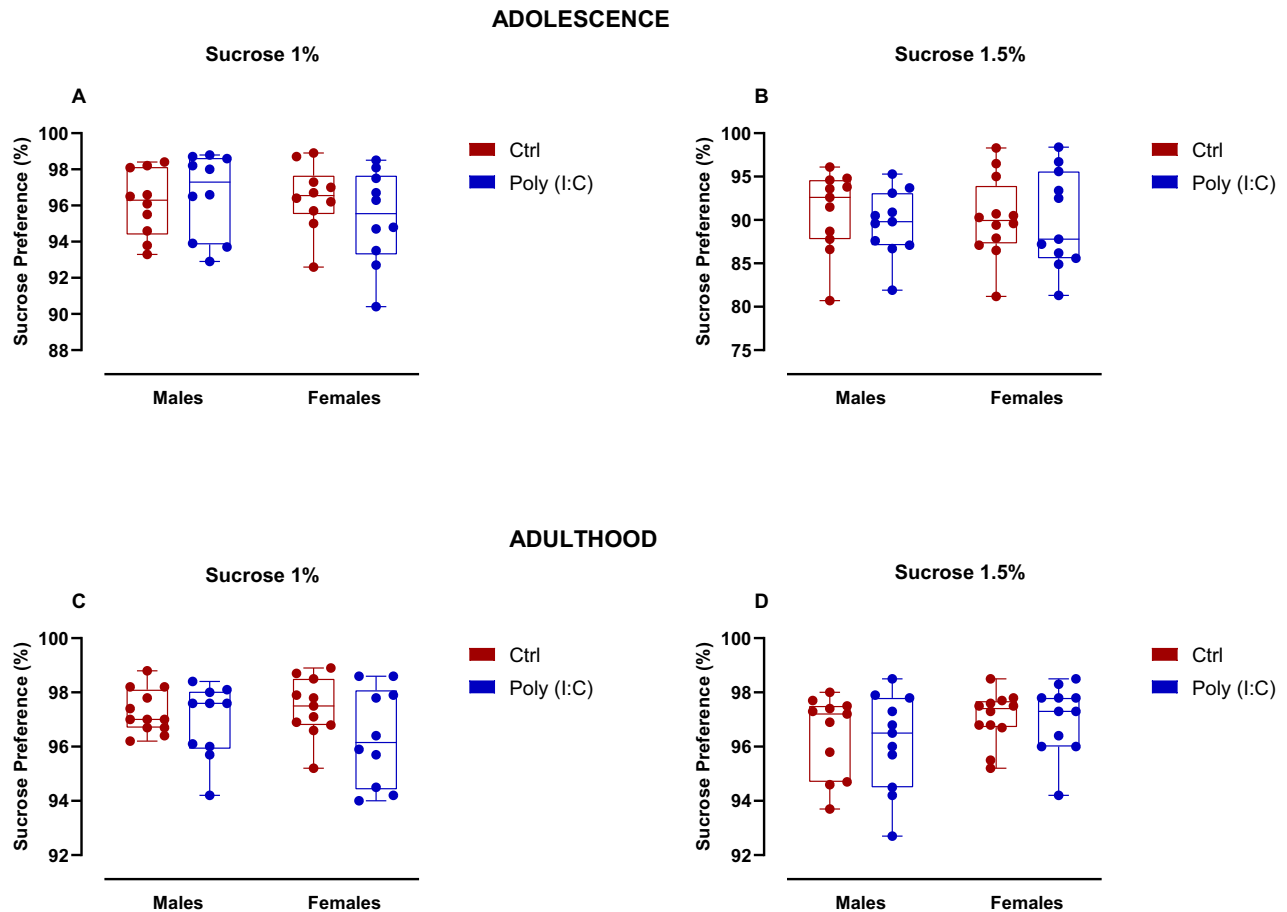 ADOLESCENCE
Sucrose 1%
Sucrose 1.5%
A
B
Sucrose Preference (%)
100
98
96
94
92
90
88
Males
Females
Ctrl
Poly (I:C)
Sucrose Preference (%)
100
95
90
85
80
75
Males
Females
Ctrl
Poly (I:C)
ADULTHOOD
Sucrose 1%
Sucrose 1.5%
C
D
Sucrose Preference (%)
100
98
96
94
92
Males
Females
Ctrl
Poly (I:C)
Sucrose Preference (%)
100
98
96
94
92
Males
Females
Ctrl
Poly (I:C)